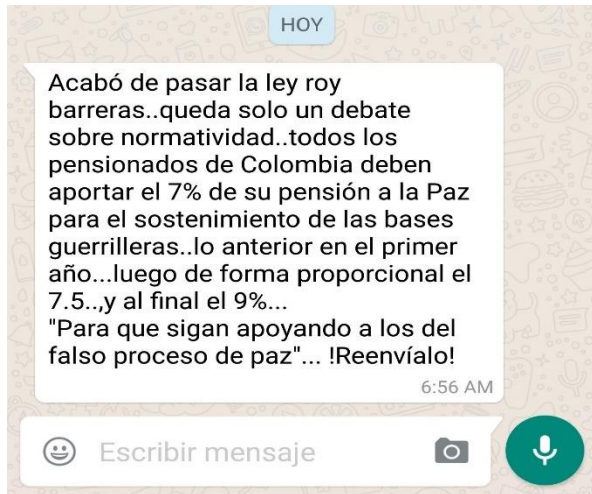 HOY
Acabó de pasar la ley roy
barreras..queda solo un debate
sobre normatividad..todos los
pensionados de Colombia deben
aportar el 7% de su pensión a la Paz
para el sostenimiento de las bases
guerrilleras..lo anterior en el primer
año...luego de forma proporcional el
7.5..,y al final el 9%...
"Para que sigan apoyando a los del
falso proceso de paz"... !Reenvíalo!
6:56 AM
Escribir mensaje